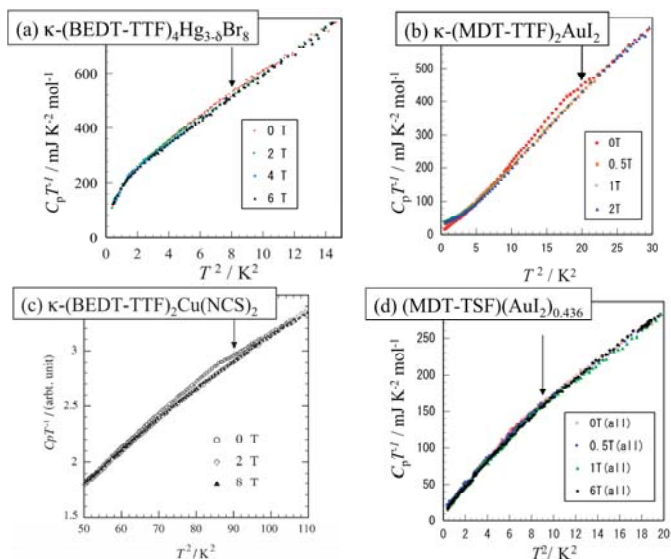 (a) κ-(BEDT-TTF)₄Hg₃₋δBr₈
CₚT⁻¹ / mJ K⁻² mol⁻¹
600
400
200
0
0 T
2 T
4 T
6 T
0 2 4 6 8 10 12 14
T² / K²
(b) κ-(MDT-TTF)₂AuI₂
CₚT⁻¹ / mJ K⁻² mol⁻¹
500
400
300
200
100
0
0T
0.5T
1T
2T
0 5 10 15 20 25 30
T² / K²
(c) κ-(BEDT-TTF)₂Cu(NCS)₂
CpT⁻¹ / (arbt. unit)
3
2.5
2
1.5
0 T
2 T
8 T
50 60 70 80 90 100 110
T² / K²
(d) (MDT-TSF)(AuI₂)₀.₄₃₆
CₚT⁻¹ / mJ K⁻² mol⁻¹
250
200
150
100
50
0
0T(all)
0.5T(all)
1T(all)
6T(all)
0 2 4 6 8 10 12 14 16 18 20
T²/ K²